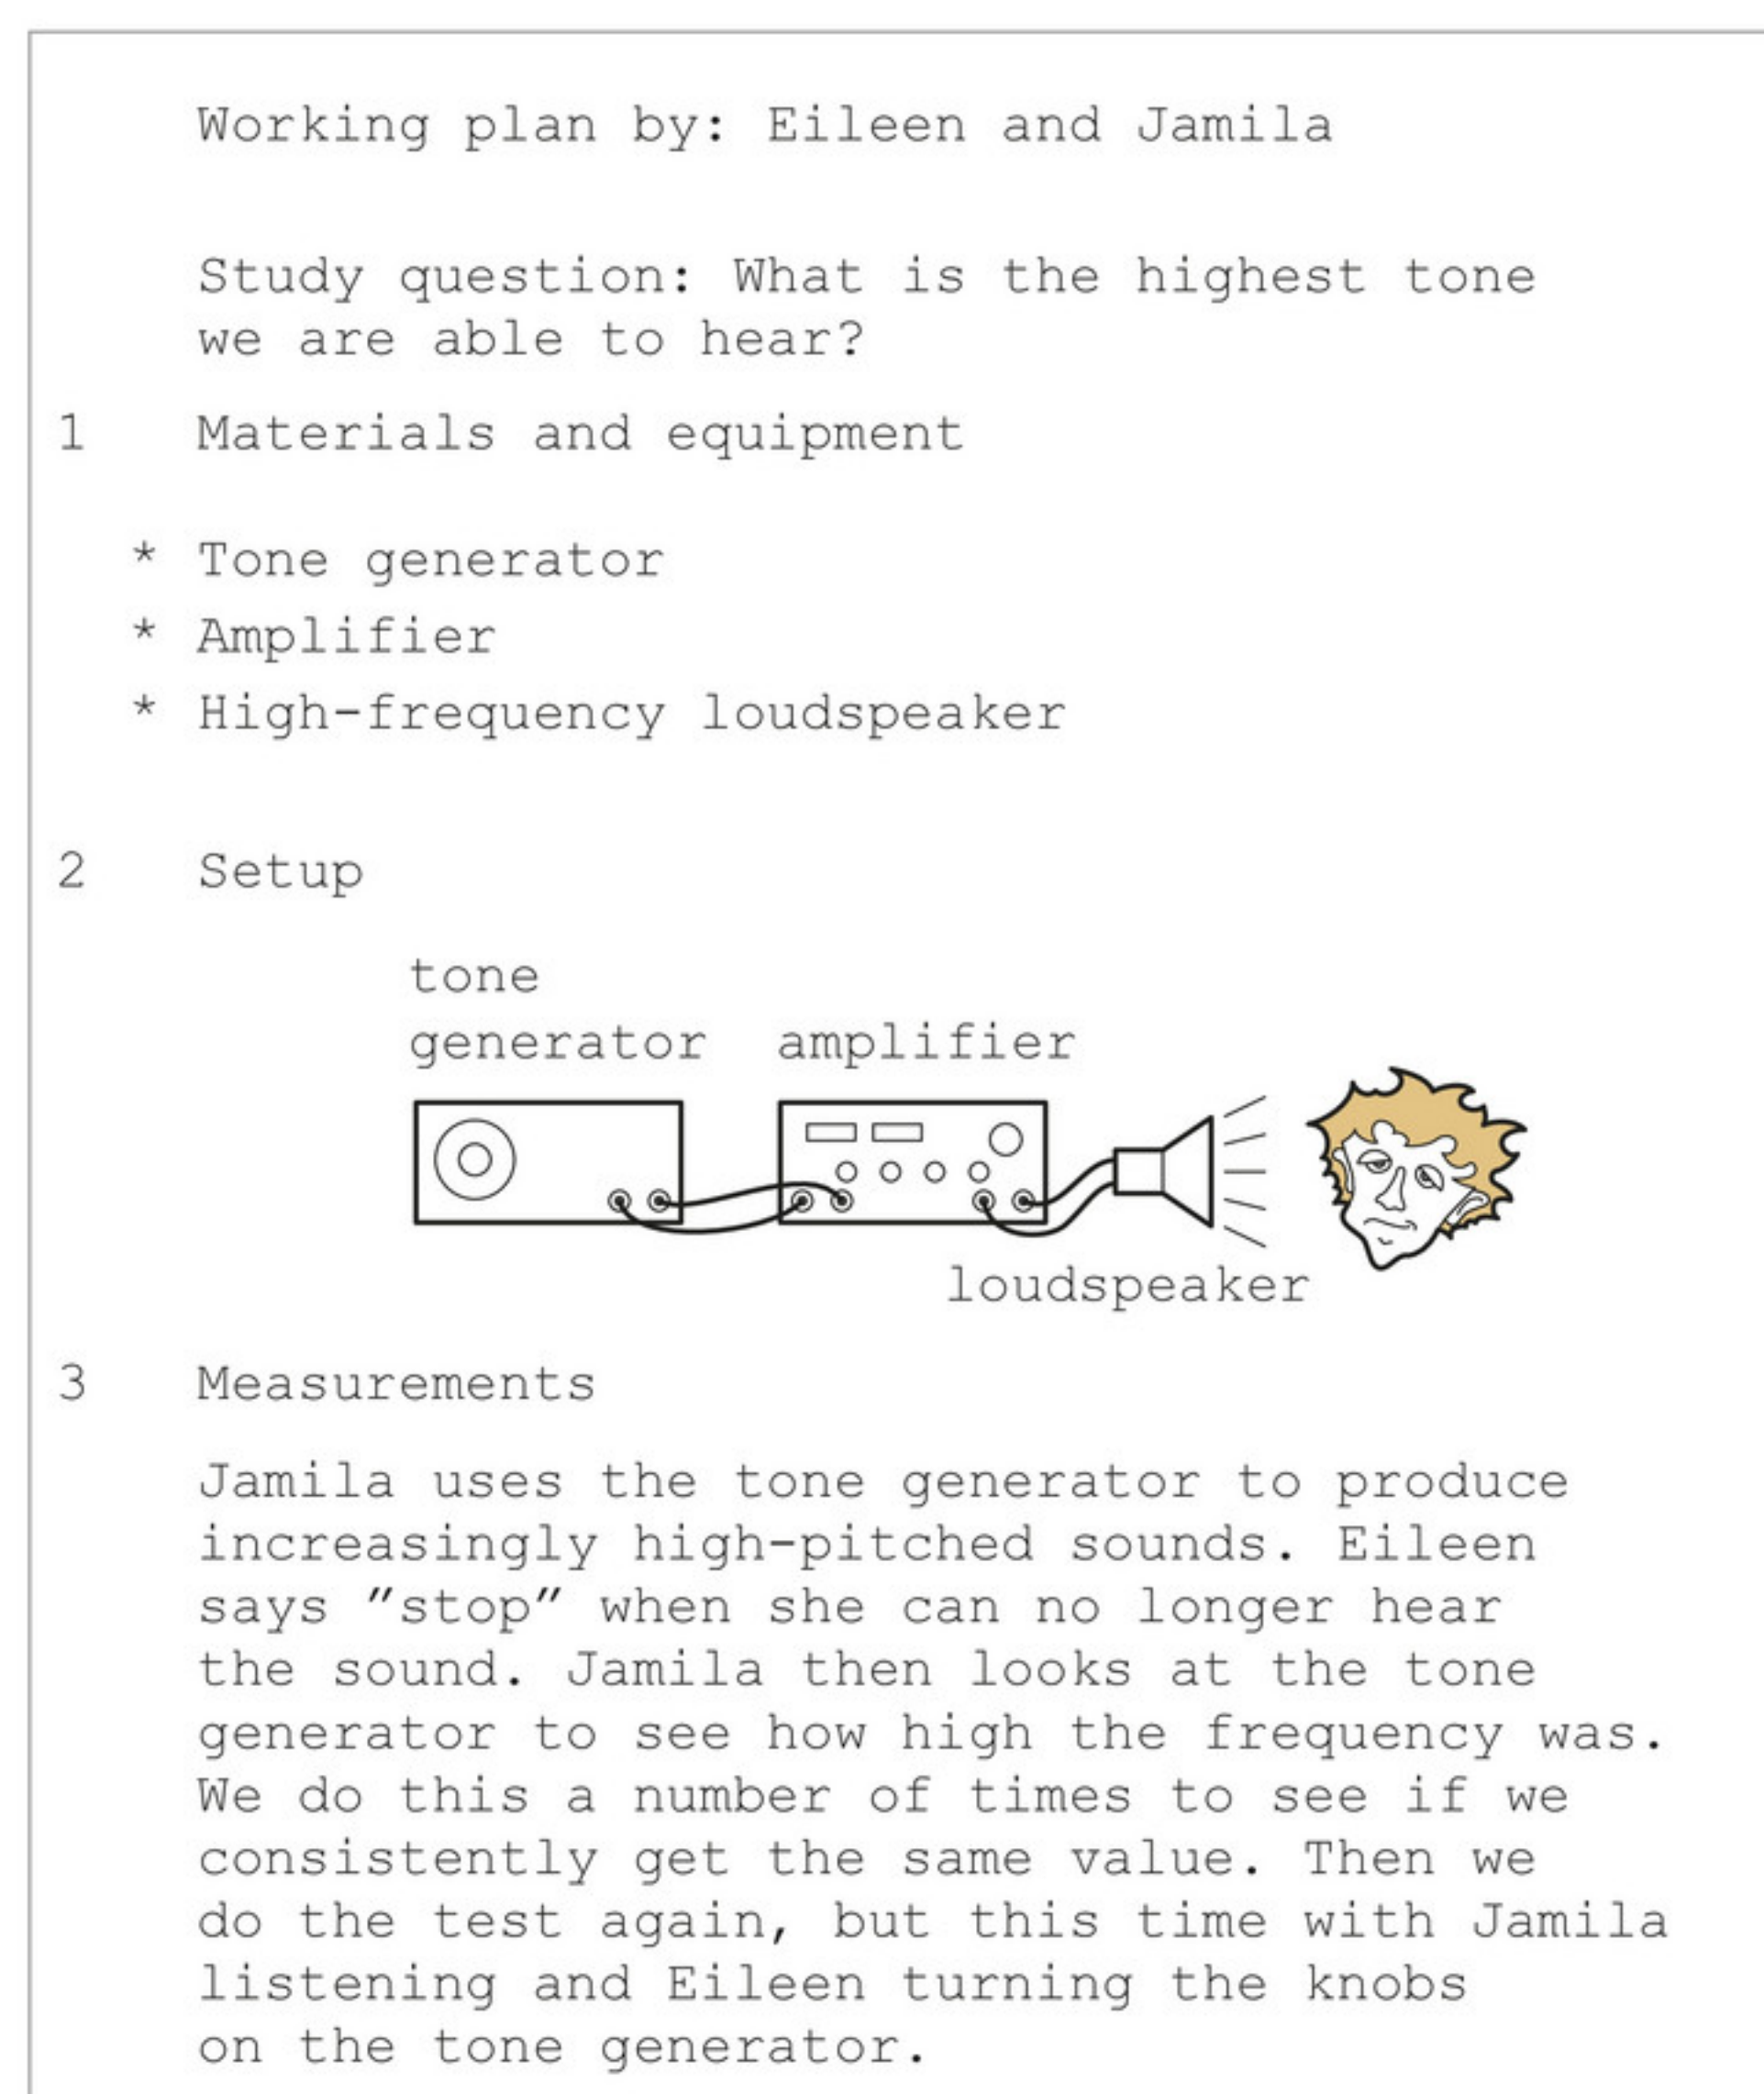 Working plan by: Eileen and Jamila
Study question: What is the highest tone
we are able to hear?
1 Materials and equipment
* Tone generator
* Amplifier
* High-frequency loudspeaker
2 Setup
tone
generator amplifier
loudspeaker
3 Measurements
Jamila uses the tone generator to produce
increasingly high-pitched sounds. Eileen
says "stop" when she can no longer hear
the sound. Jamila then looks at the tone
generator to see how high the frequency was.
We do this a number of times to see if we
consistently get the same value. Then we
do the test again, but this time with Jamila
listening and Eileen turning the knobs
on the tone generator.